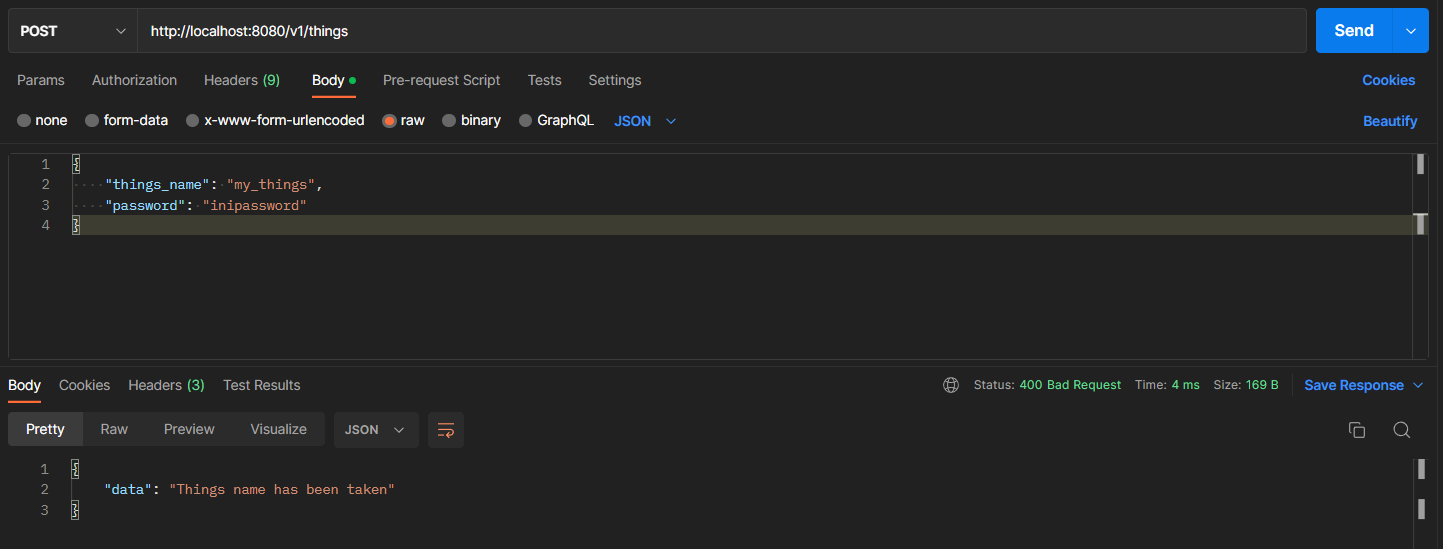 POST http://localhost:8080/v1/things Send
Params Authorization Headers (9) Body Pre-request Script Tests Settings Cookies
none form-data x-www-form-urlencoded raw binary GraphQL JSON Beautify
1 {
2 "things_name": "my_things",
3 "password": "inipassword"
4 }
Body Cookies Headers (3) Test Results Status: 400 Bad Request Time: 4 ms Size: 169 B Save Response
Pretty Raw Preview Visualize JSON
1 {
2 "data": "Things name has been taken"
3 }